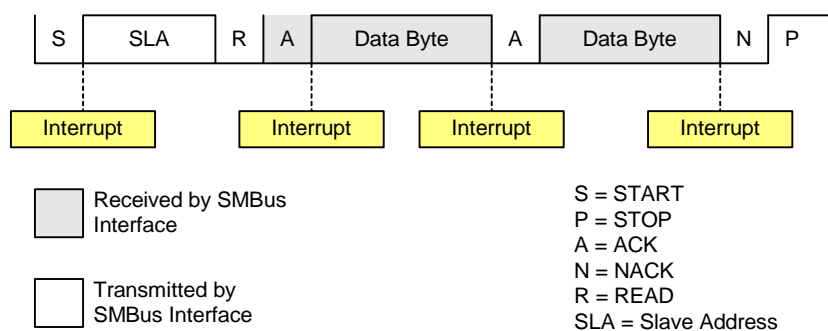 S SLA R A Data Byte A Data Byte N P
Interrupt Interrupt Interrupt Interrupt
Received by SMBus
Interface
Transmitted by
SMBus Interface
S = START
P = STOP
A = ACK
N = NACK
R = READ
SLA = Slave Address